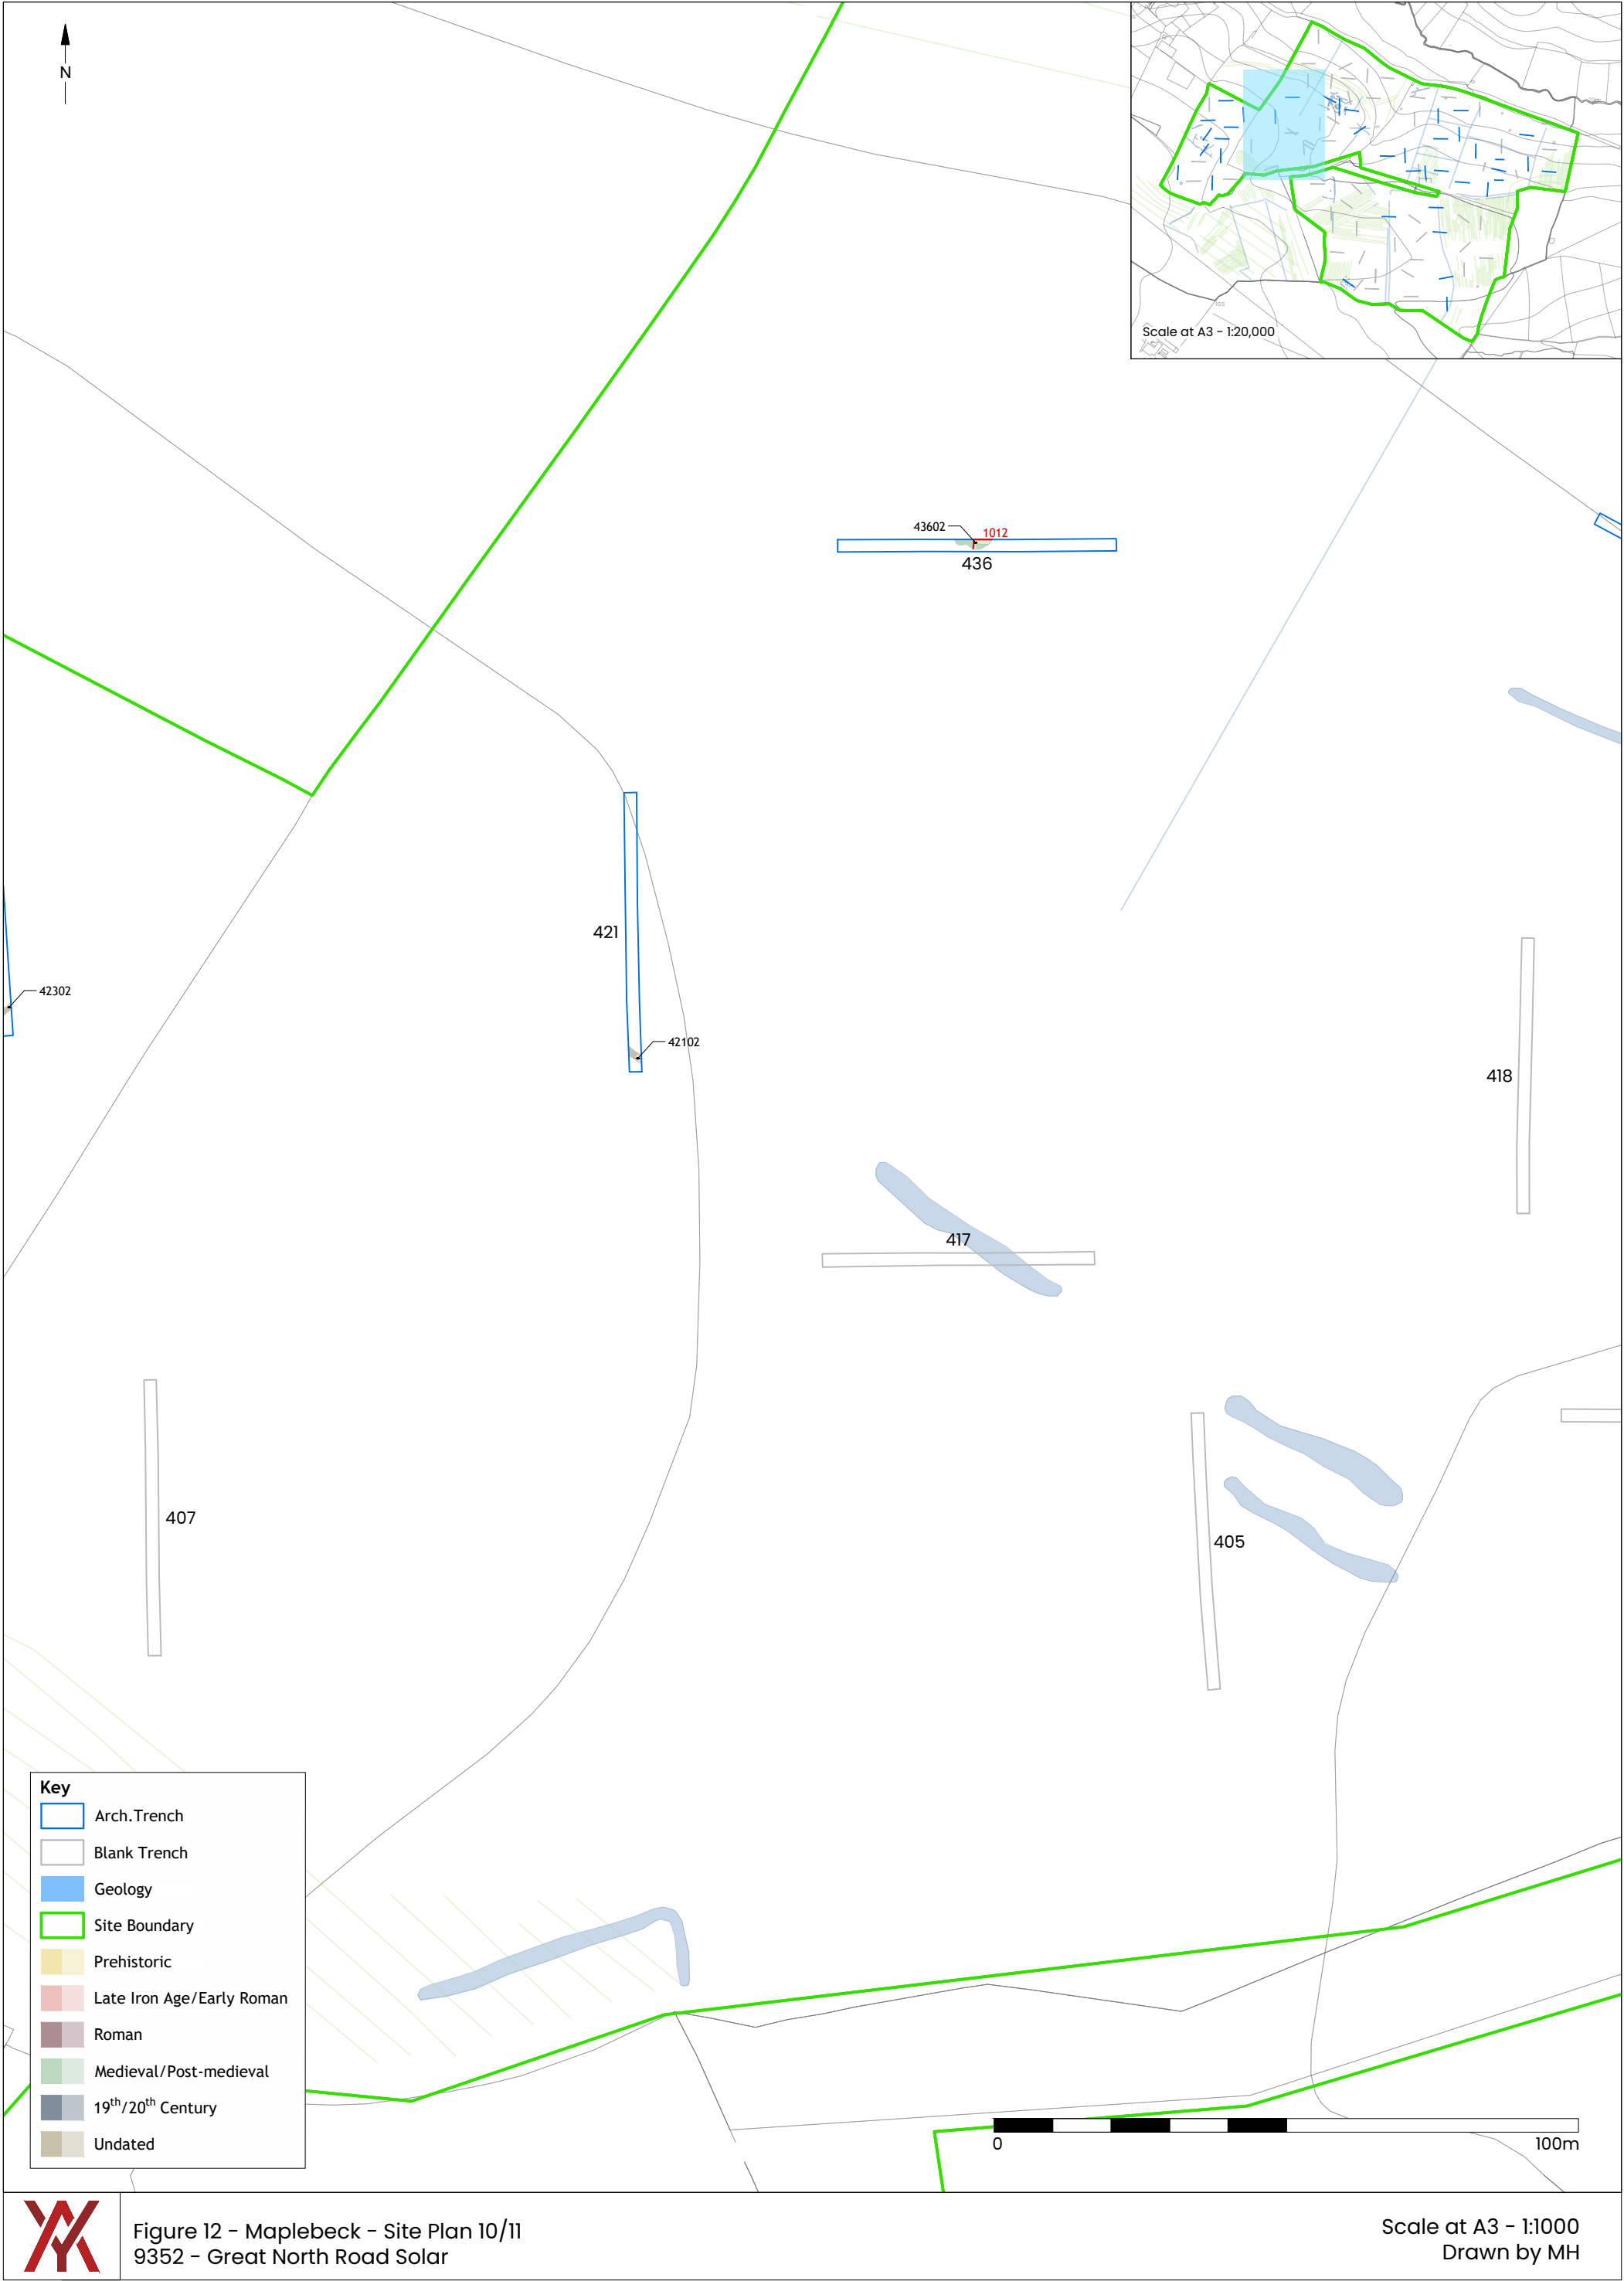 N
Scale at A3 - 1:20,000
43602
1012
436
421
42302
42102
418
417
407
405
Key
Arch.Trench
Blank Trench
Geology
Site Boundary
Prehistoric
Late Iron Age/Early Roman
Roman
Medieval/Post-medieval
19th/20th Century
Undated
0 100m
Figure 12 - Maplebeck - Site Plan 10/11
9352 - Great North Road Solar
Scale at A3 - 1:1000
Drawn by MH